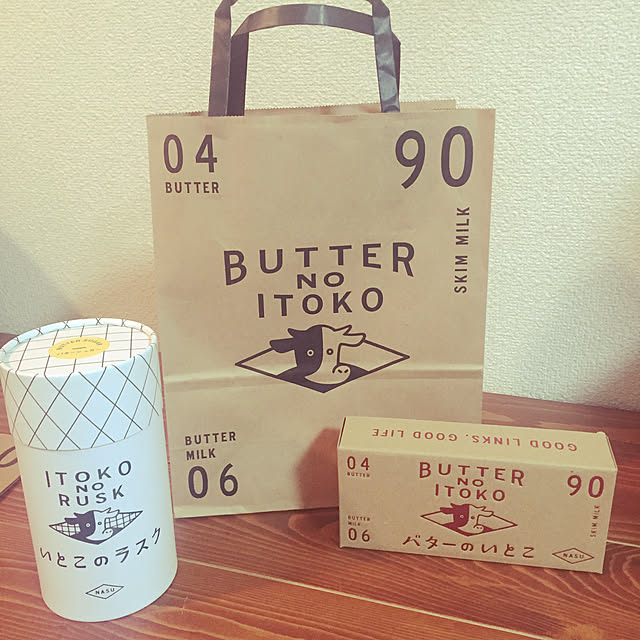 04
BUTTER
90
SKIM MILK
BUTTER
NO
ITOKO
BUTTER
MILK
06
ITOKO
NO
RUSK
いとこのラスク
NASU
GOOD LINKS, GOOD LIFE
04
BUTTER
BUTTER
NO
ITOKO
90
SKIM MILK
BUTTER
MILK
06
バターのいとこ
NASU